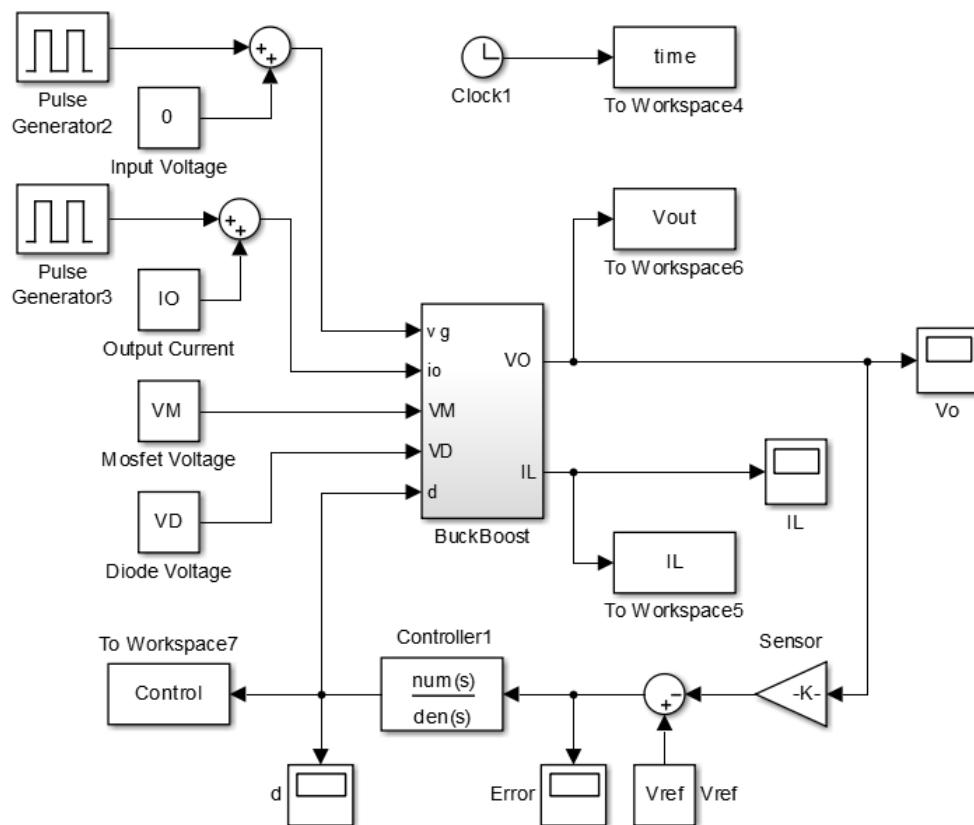 Pulse
Generator2
+
+
0
Input Voltage
Clock1
time
To Workspace4
Pulse
Generator3
+
+
IO
Output Current
Vout
To Workspace6
VM
Mosfet Voltage
VD
Diode Voltage
v g
io
VM
VD
d
VO
IL
BuckBoost
Vo
IL
IL
To Workspace5
To Workspace7
Control
Controller1
num(s)
den(s)
Sensor
-K-
−
+
d
Error
Vref
Vref